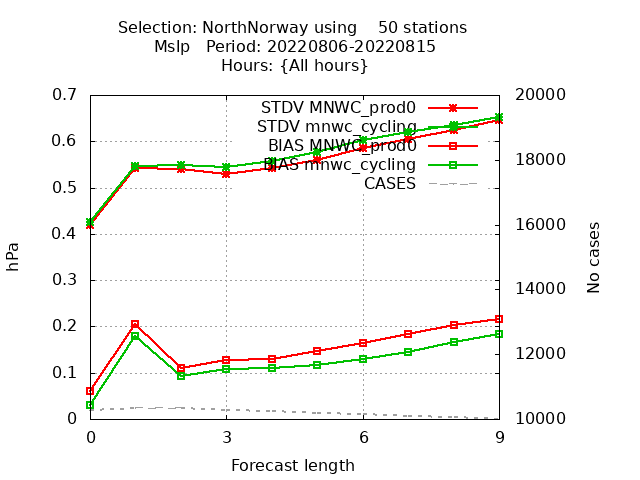 Selection: NorthNorway using    50 stations
Mslp   Period: 20220806-20220815
Hours: {All hours}
0.7
0.6
0.5
0.4
0.3
0.2
0.1
0
hPa
STDV MNWC_prod0
STDV mnwc_cycling
BIAS MNWC_prod0
BIAS mnwc_cycling
CASES
20000
18000
16000
14000
12000
10000
No cases
0 3 6 9
Forecast length